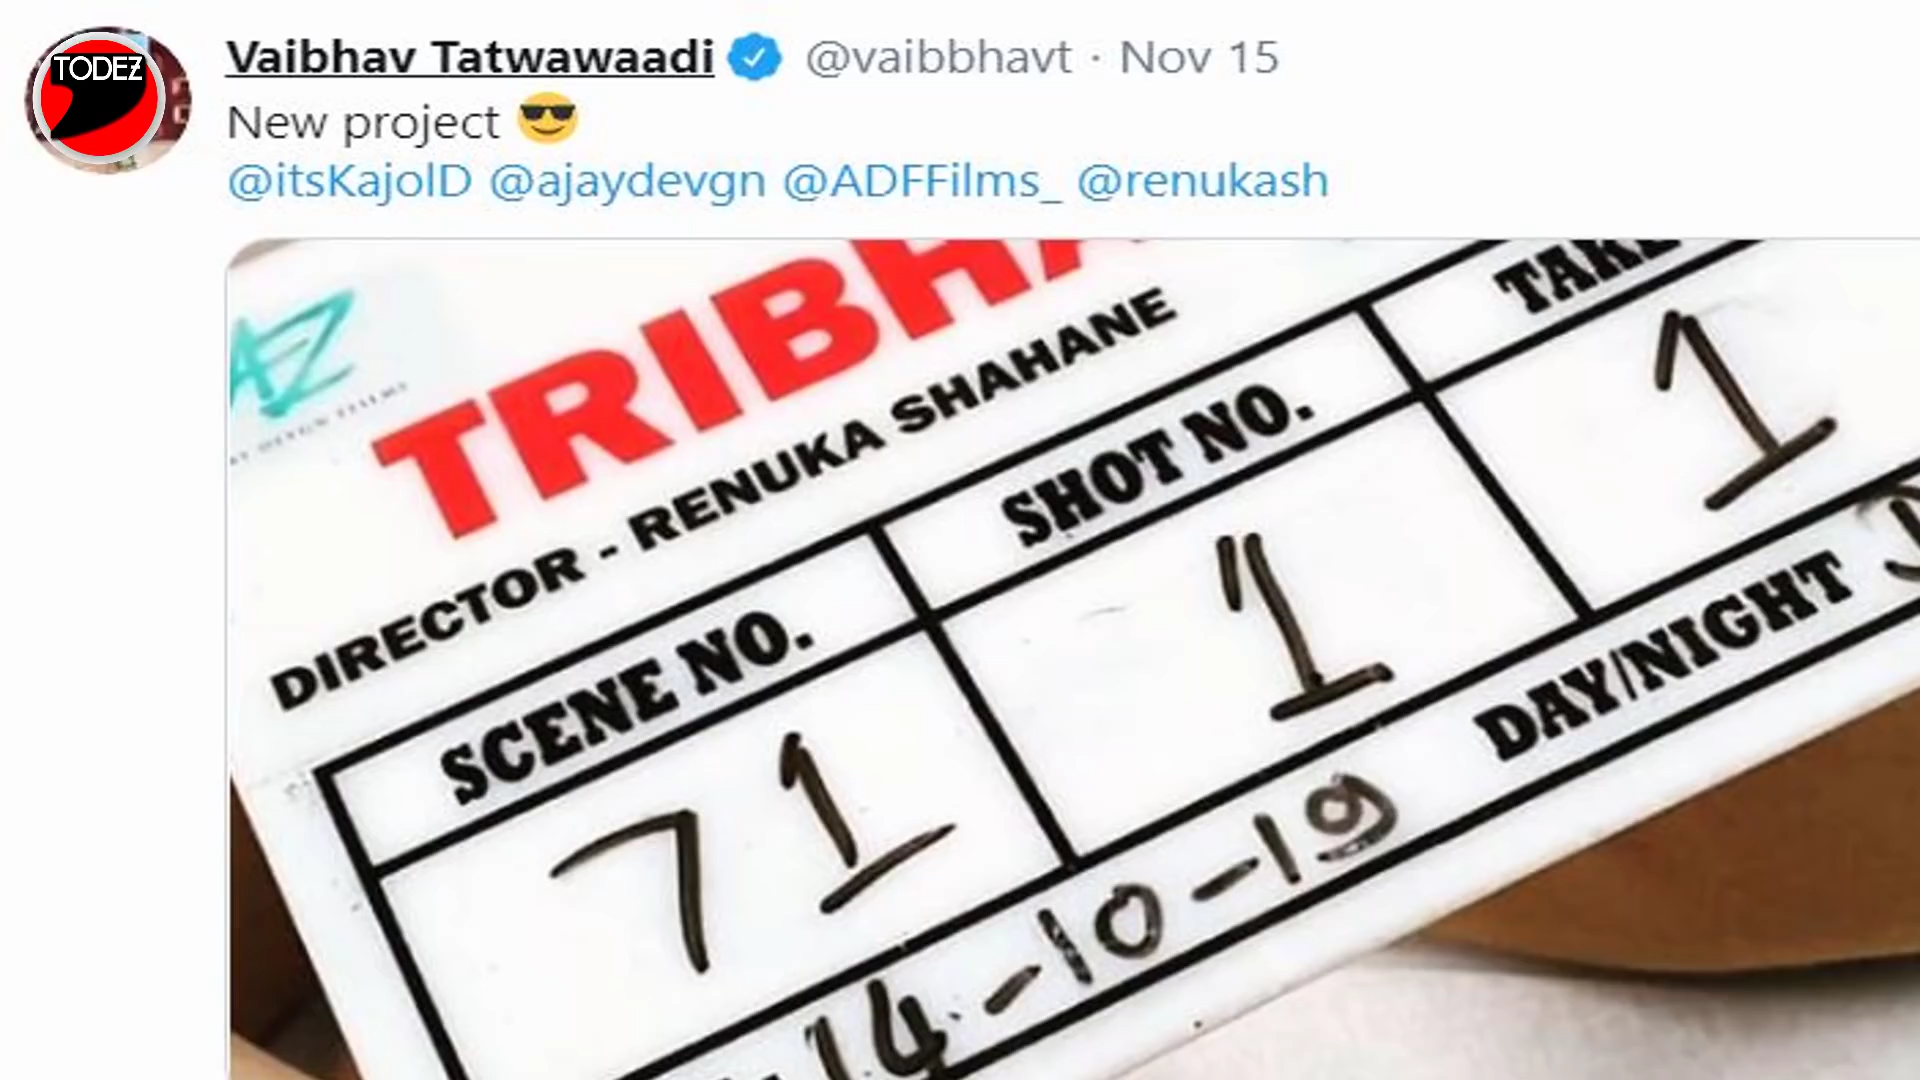 TODEZ
Vaibhav Tatwawaadi @vaibbhavt · Nov 15
New project 😎
@itsKajolD @ajaydevgn @ADFFilms_ @renukash
TRIBHA
DIRECTOR - RENUKA SHAHANE
SCENE NO. SHOT NO. TAKE
71 1 1
14-10-19 DAY/NIGHT